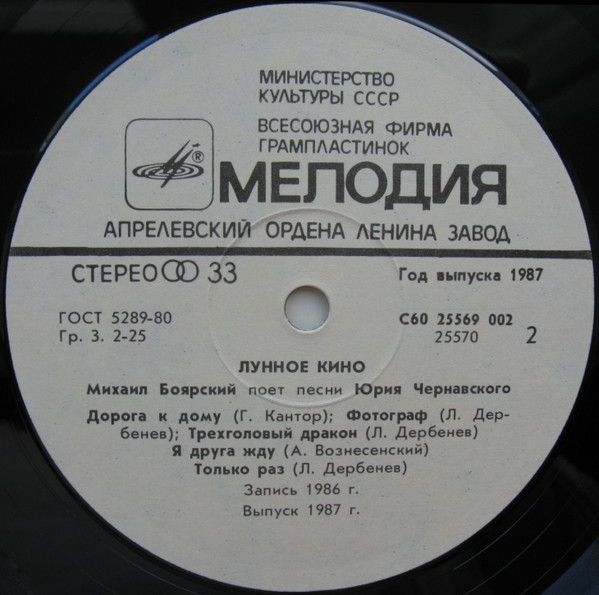 МИНИСТЕРСТВО
КУЛЬТУРЫ СССР
ВСЕСОЮЗНАЯ ФИРМА
ГРАМПЛАСТИНОК
®
МЕЛОДИЯ
АПРЕЛЕВСКИЙ ОРДЕНА ЛЕНИНА ЗАВОД
СТЕРЕО 33
Год выпуска 1987
ГОСТ 5289-80
Гр. 3. 2-25
С60 25569 002
25570 2
ЛУННОЕ КИНО
Михаил Боярский поет песни Юрия Чернавского
Дорога к дому (Г. Кантор); Фотограф (Л. Дер-
бенев); Трехголовый дракон (Л. Дербенев)
Я друга жду (А. Вознесенский)
Только раз (Л. Дербенев)
Запись 1986 г.
Выпуск 1987 г.